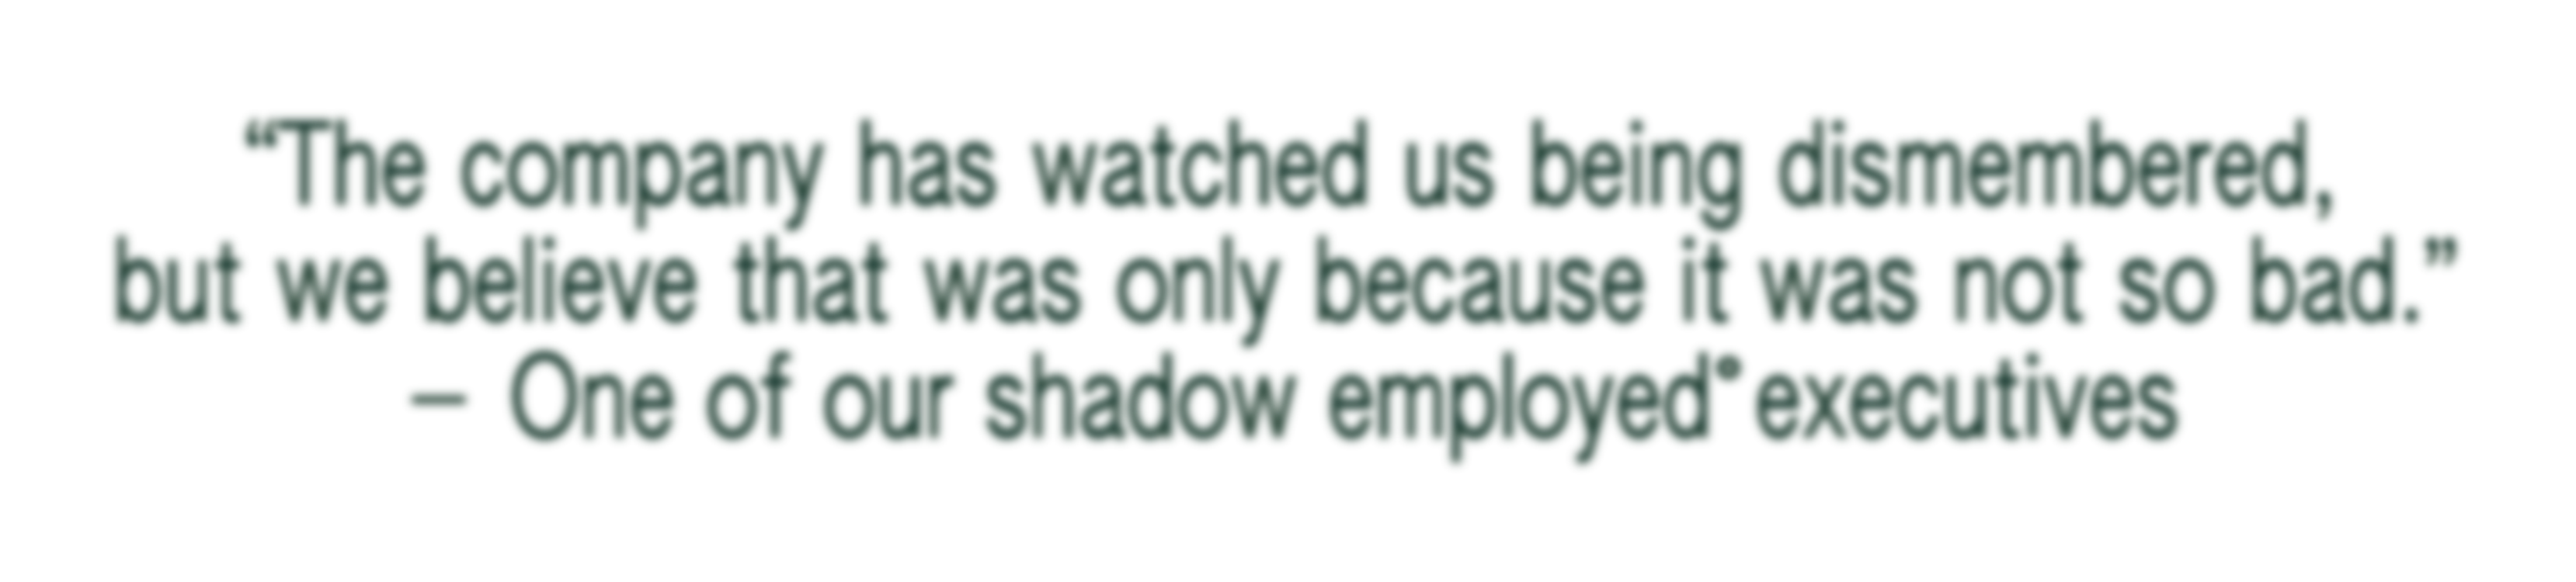 “The company has watched us being dismembered,
but we believe that was only because it was not so bad.”
– One of our shadow employed• executives